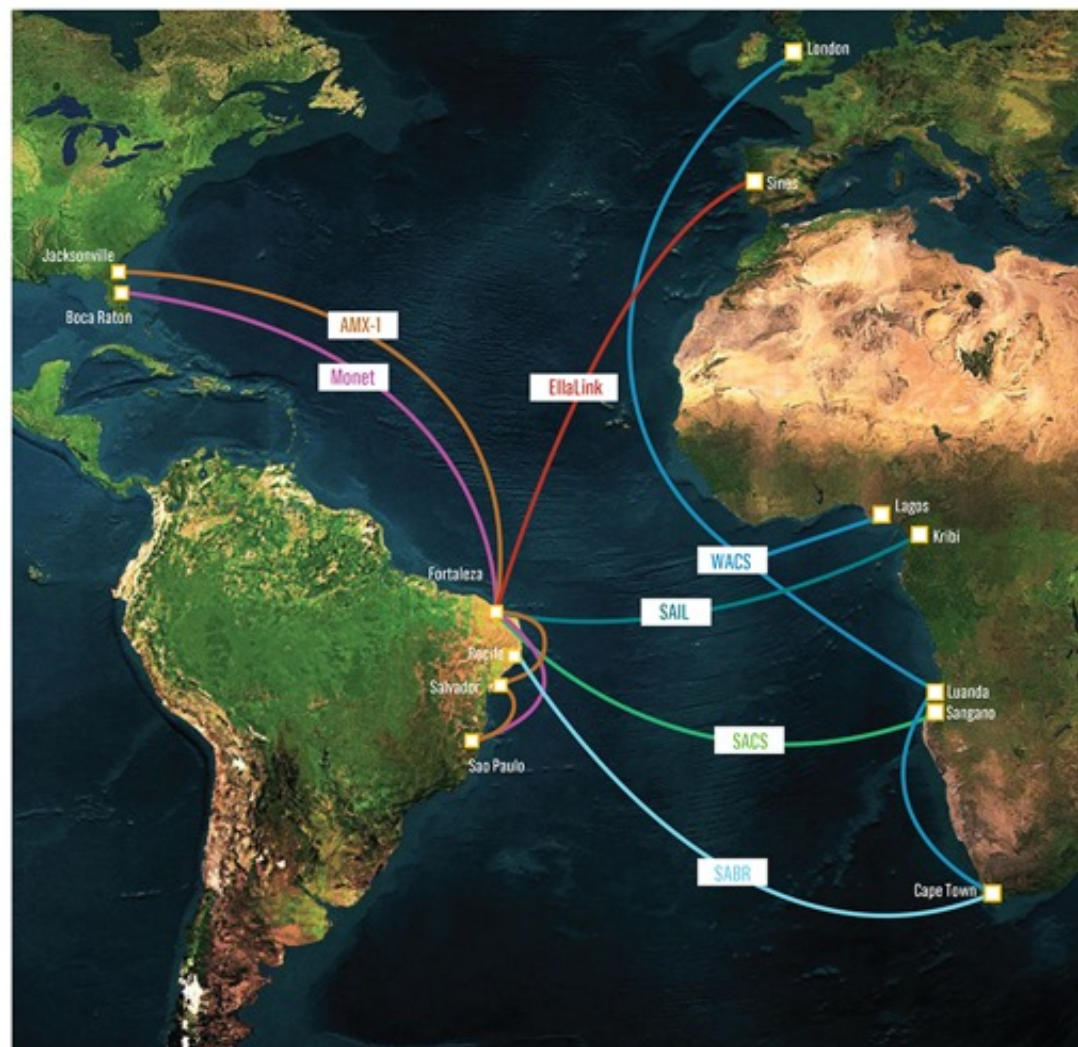 London
Sines
Jacksonville
Boca Raton
AMX-I
Monet
EllaLink
Lagos
Kribi
WACS
Fortaleza
SAIL
Recife
Salvador
Luanda
Sangano
SACS
Sao Paulo
SABR
Cape Town